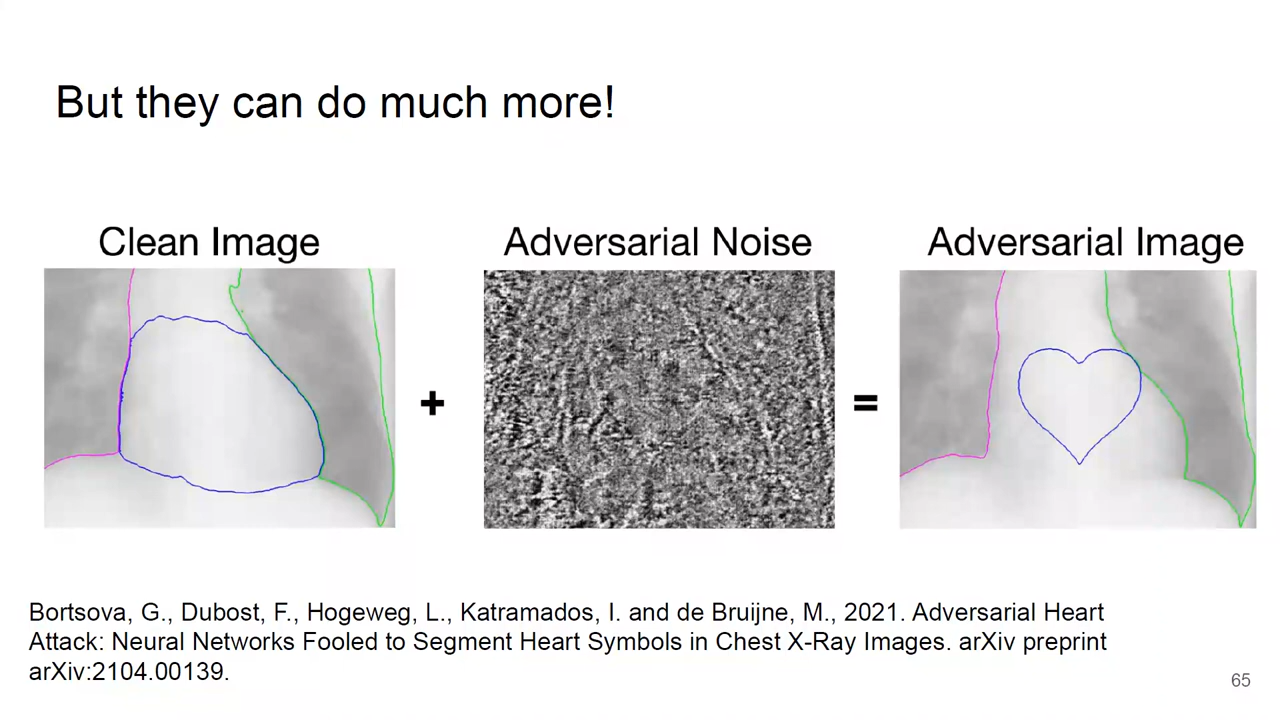 But they can do much more!
Clean Image
Adversarial Noise
Adversarial Image
+
=
Bortsova, G., Dubost, F., Hogeweg, L., Katramados, I. and de Bruijne, M., 2021. Adversarial Heart
Attack: Neural Networks Fooled to Segment Heart Symbols in Chest X-Ray Images. arXiv preprint
arXiv:2104.00139.
65